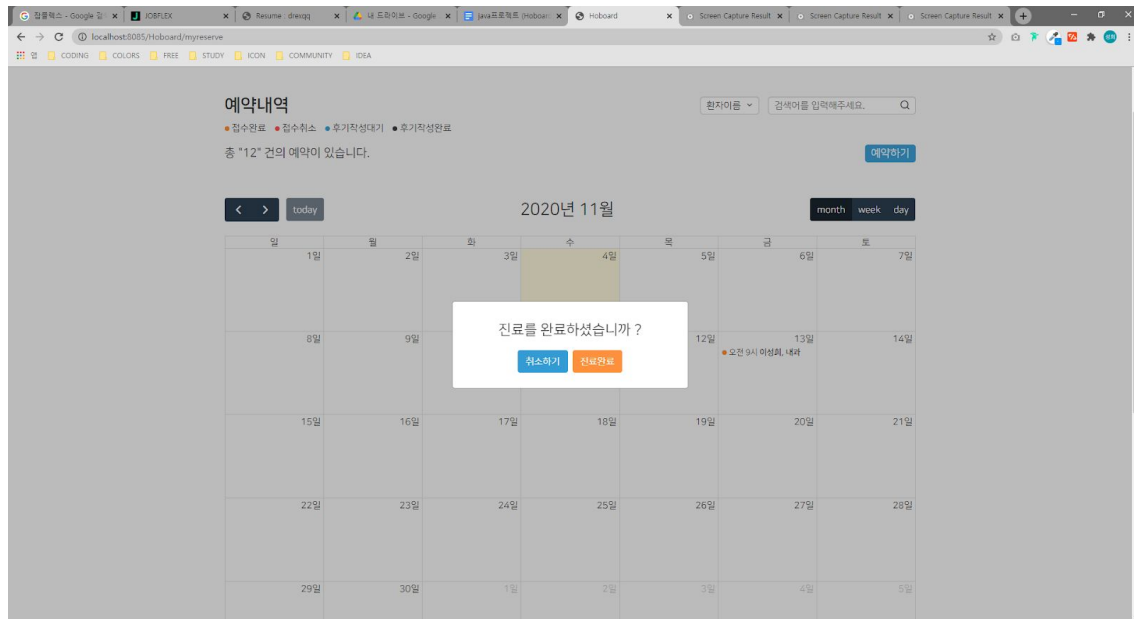 잡플렉스 - Google 검 JOBFLEX Resume : drexqq 내 드라이브 - Google java프로젝트 (Hoboar Hoboard Screen Capture Result Screen Capture Result Screen Capture Result
localhost:8085/Hoboard/myreserve
앱 CODING COLORS FREE STUDY ICON COMMUNITY IDEA
예약내역 환자이름 검색어를 입력해주세요.
접수완료 접수취소 후기작성대기 후기작성완료
총 "12" 건의 예약이 있습니다. 예약하기
today 2020년 11월 month week day
일 월 화 수 목 금 토
1일 2일 3일 4일 5일 6일 7일
진료를 완료하셨습니까 ?
8일 9일 12일 13일 14일
오전 9시 이성희, 내과
취소하기 진료완료
15일 16일 17일 18일 19일 20일 21일
22일 23일 24일 25일 26일 27일 28일
29일 30일 1일 2일 3일 4일 5일